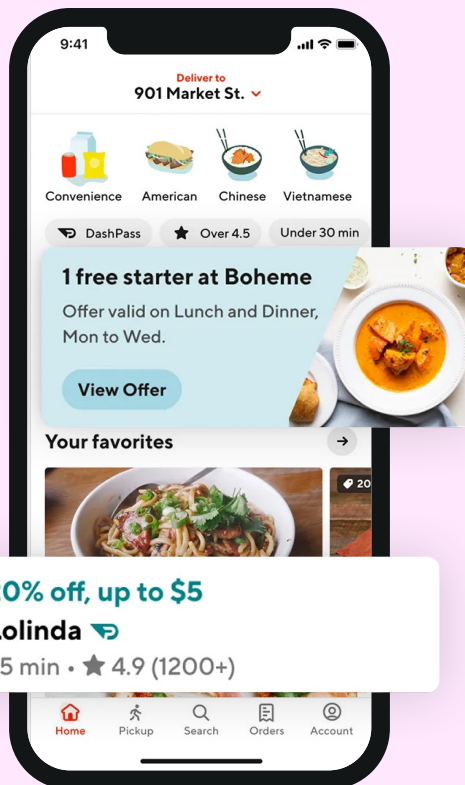 9:41
Deliver to
901 Market St.
Convenience American Chinese Vietnamese
DashPass Over 4.5 Under 30 min
1 free starter at Boheme
Offer valid on Lunch and Dinner,
Mon to Wed.
View Offer
Your favorites
20
0% off, up to $5
olinda
5 min • 4.9 (1200+)
Home Pickup Search Orders Account